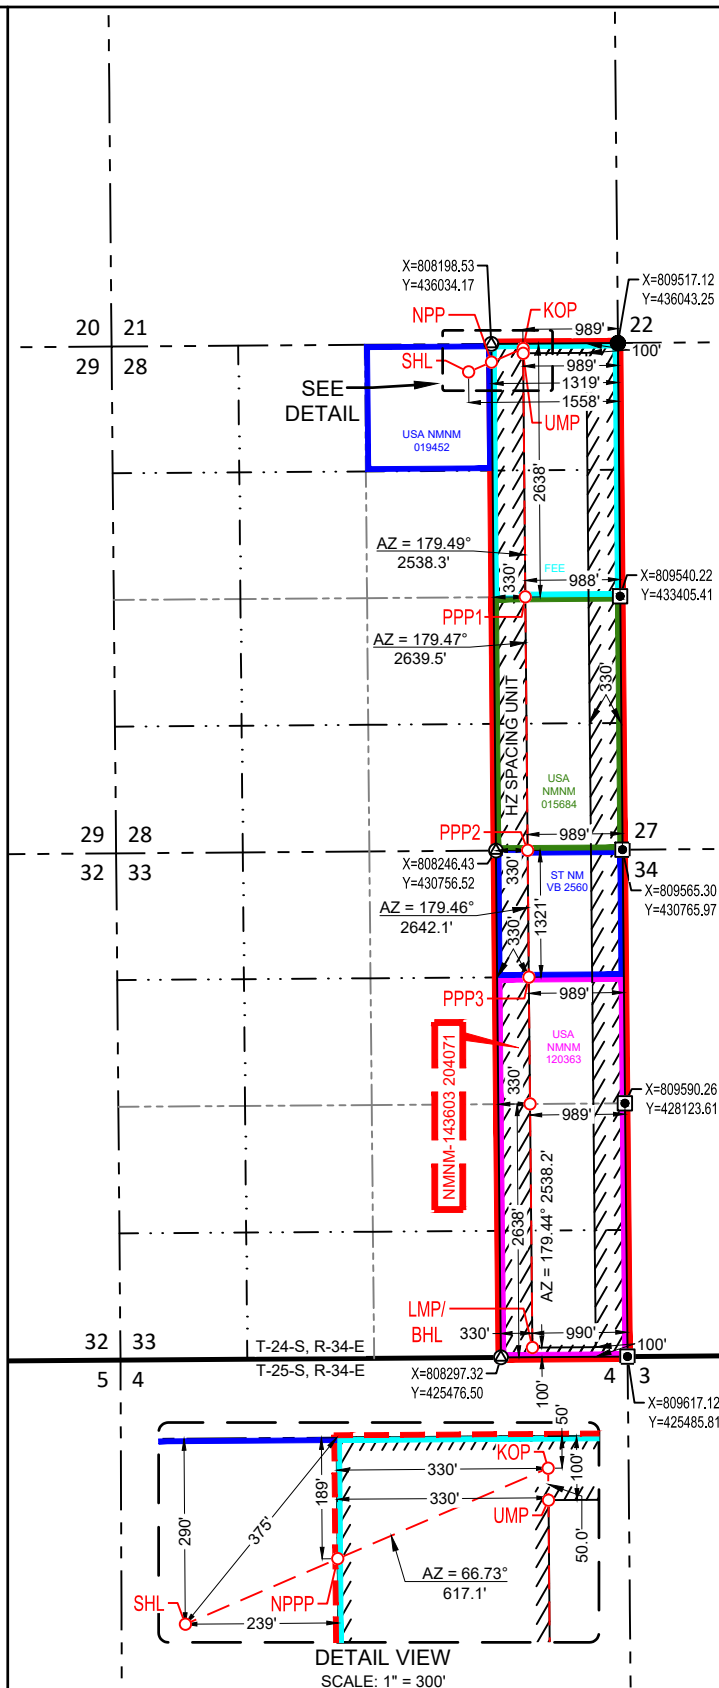 X=808198.53
Y=436034.17
X=809517.12
Y=436043.25
NPP
KOP
20 21
22
989'
29 28
100'
SHL
989'
1319'
SEE
DETAIL
1558'
UMP
USA NMNM
019452
2638'
AZ = 179.49°
2538.3'
FEE
330'
988'
X=809540.22
Y=433405.41
PPP1
AZ = 179.47°
2639.5'
330'
HZ SPACING UNIT
USA
NMNM
015684
PPP2
989'
29 28
27
32 33
34
330'
X=808246.43
Y=430756.52
ST NM
VB 2560
X=809565.30
Y=430765.97
AZ = 179.46°
2642.1'
1321'
330'
PPP3
989'
USA
NMNM
120363
NMNM-143603 204071
330'
X=809590.26
Y=428123.61
989'
AZ = 179.44° 2538.2'
2638'
LMP/
BHL
330'
990'
100'
32 33
T-24-S, R-34-E
5 4
T-25-S, R-34-E
4 3
X=808297.32
Y=425476.50
100'
X=809617.12
Y=425485.81
50'
KOP
330'
100'
189'
290'
375'
330'
UMP
50.0'
AZ = 66.73°
617.1'
SHL
NPPP
239'
DETAIL VIEW
SCALE: 1" = 300'